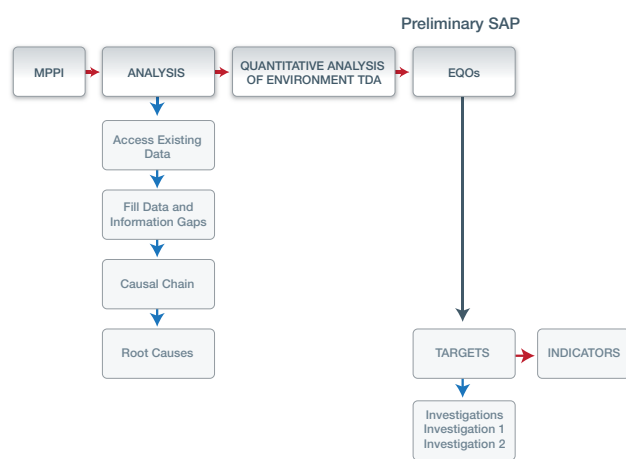 Preliminary SAP
MPPI
ANALYSIS
QUANTITATIVE ANALYSIS
OF ENVIRONMENT TDA
EQOs
Access Existing
Data
Fill Data and
Information Gaps
Causal Chain
Root Causes
TARGETS
INDICATORS
Investigations
Investigation 1
Investigation 2